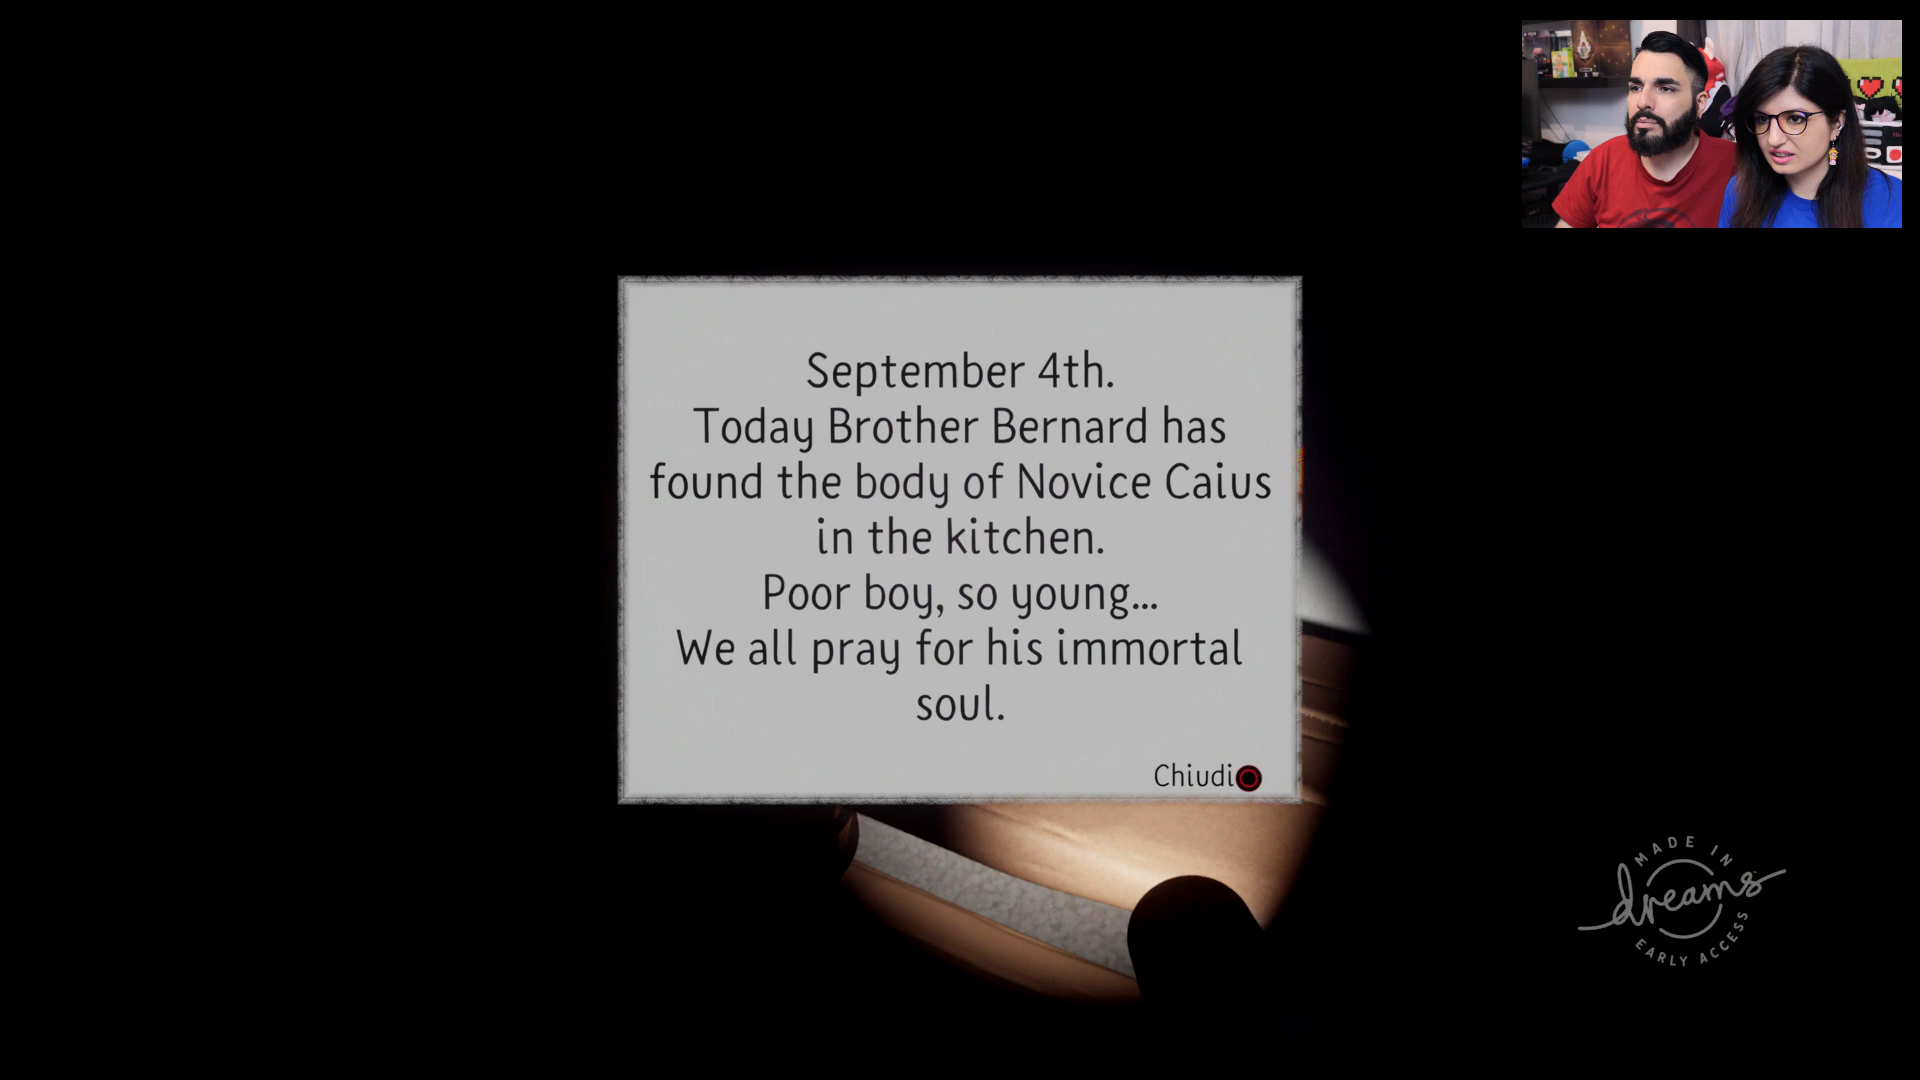 September 4th.
Today Brother Bernard has
found the body of Novice Caius
in the kitchen.
Poor boy, so young...
We all pray for his immortal
soul.
Chiudi
MADE IN
dreams
EARLY ACCESS